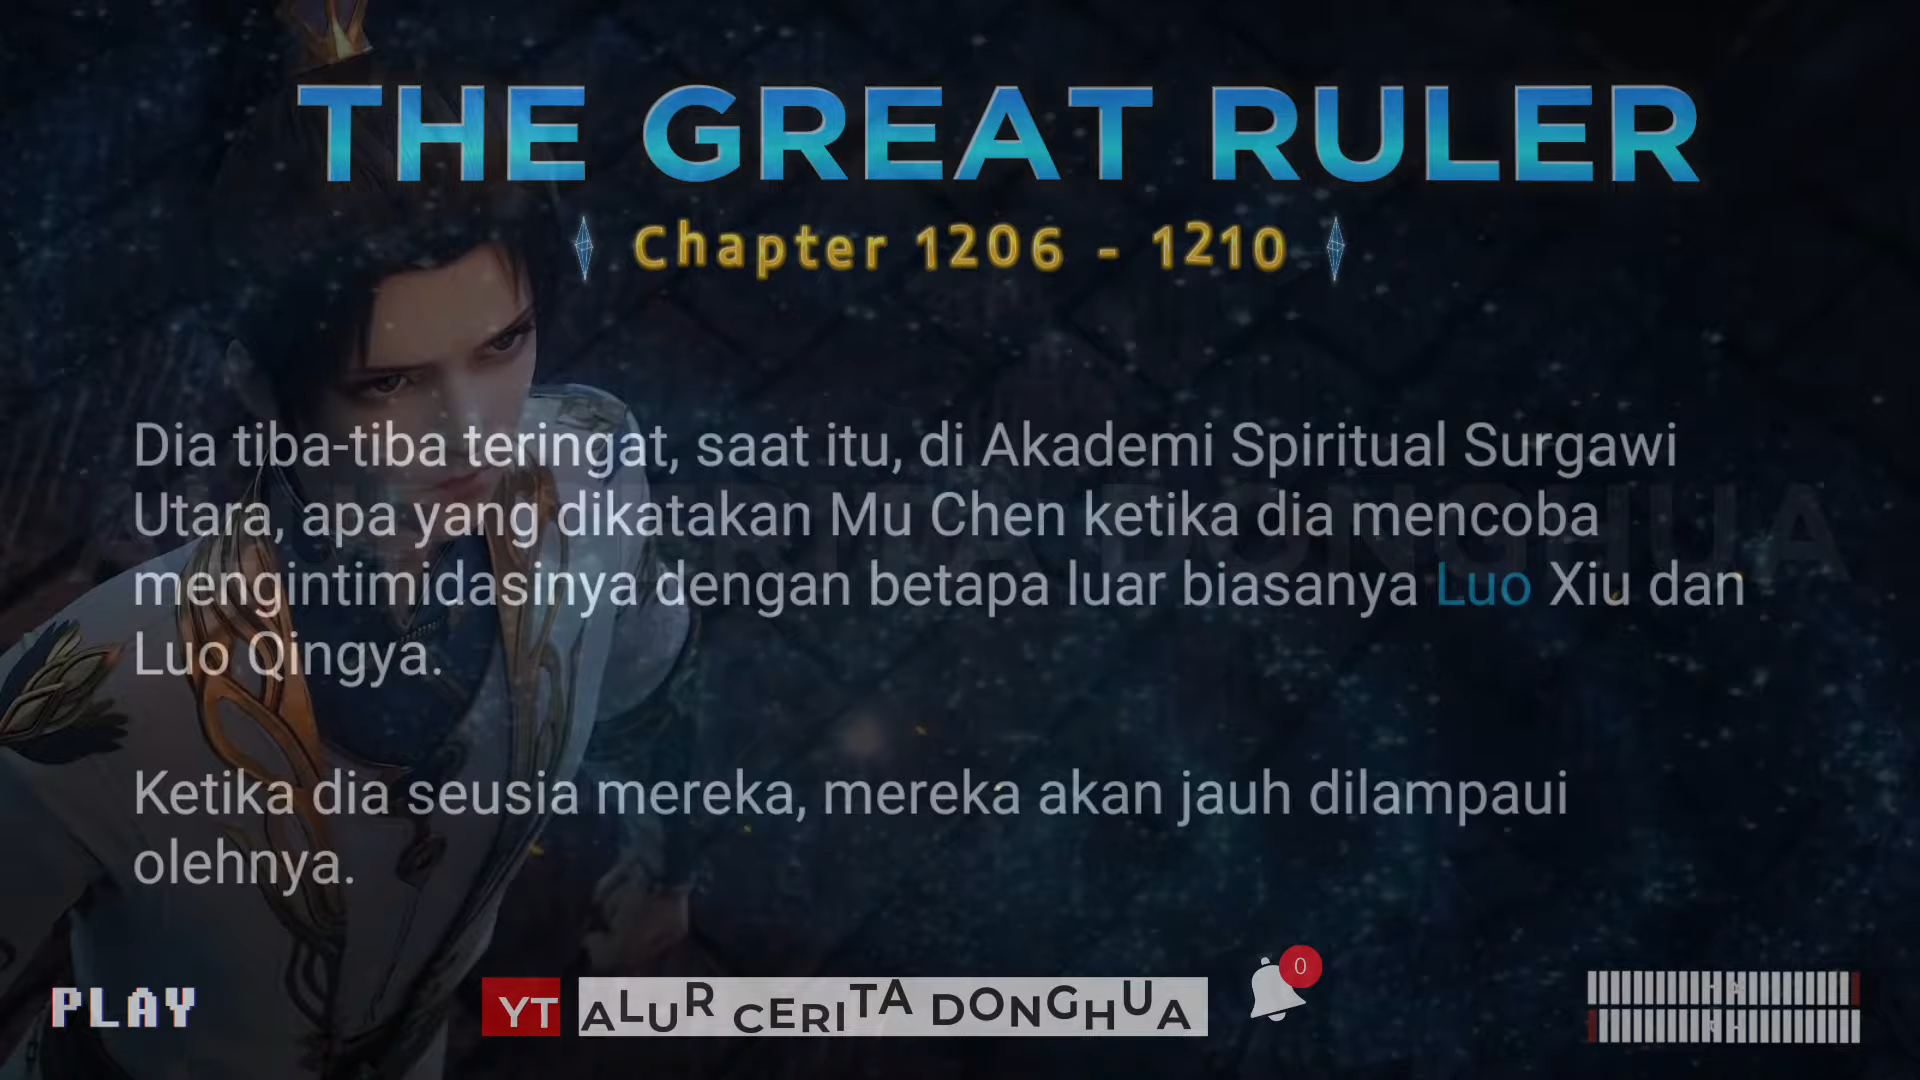 THE GREAT RULER
Chapter 1206 - 1210
Dia tiba-tiba teringat, saat itu, di Akademi Spiritual Surgawi
Utara, apa yang dikatakan Mu Chen ketika dia mencoba
mengintimidasinya dengan betapa luar biasanya Luo Xiu dan
Luo Qingya.
Ketika dia seusia mereka, mereka akan jauh dilampaui
olehnya.
PLAY
YT ALUR CERITA DONGHUA
0